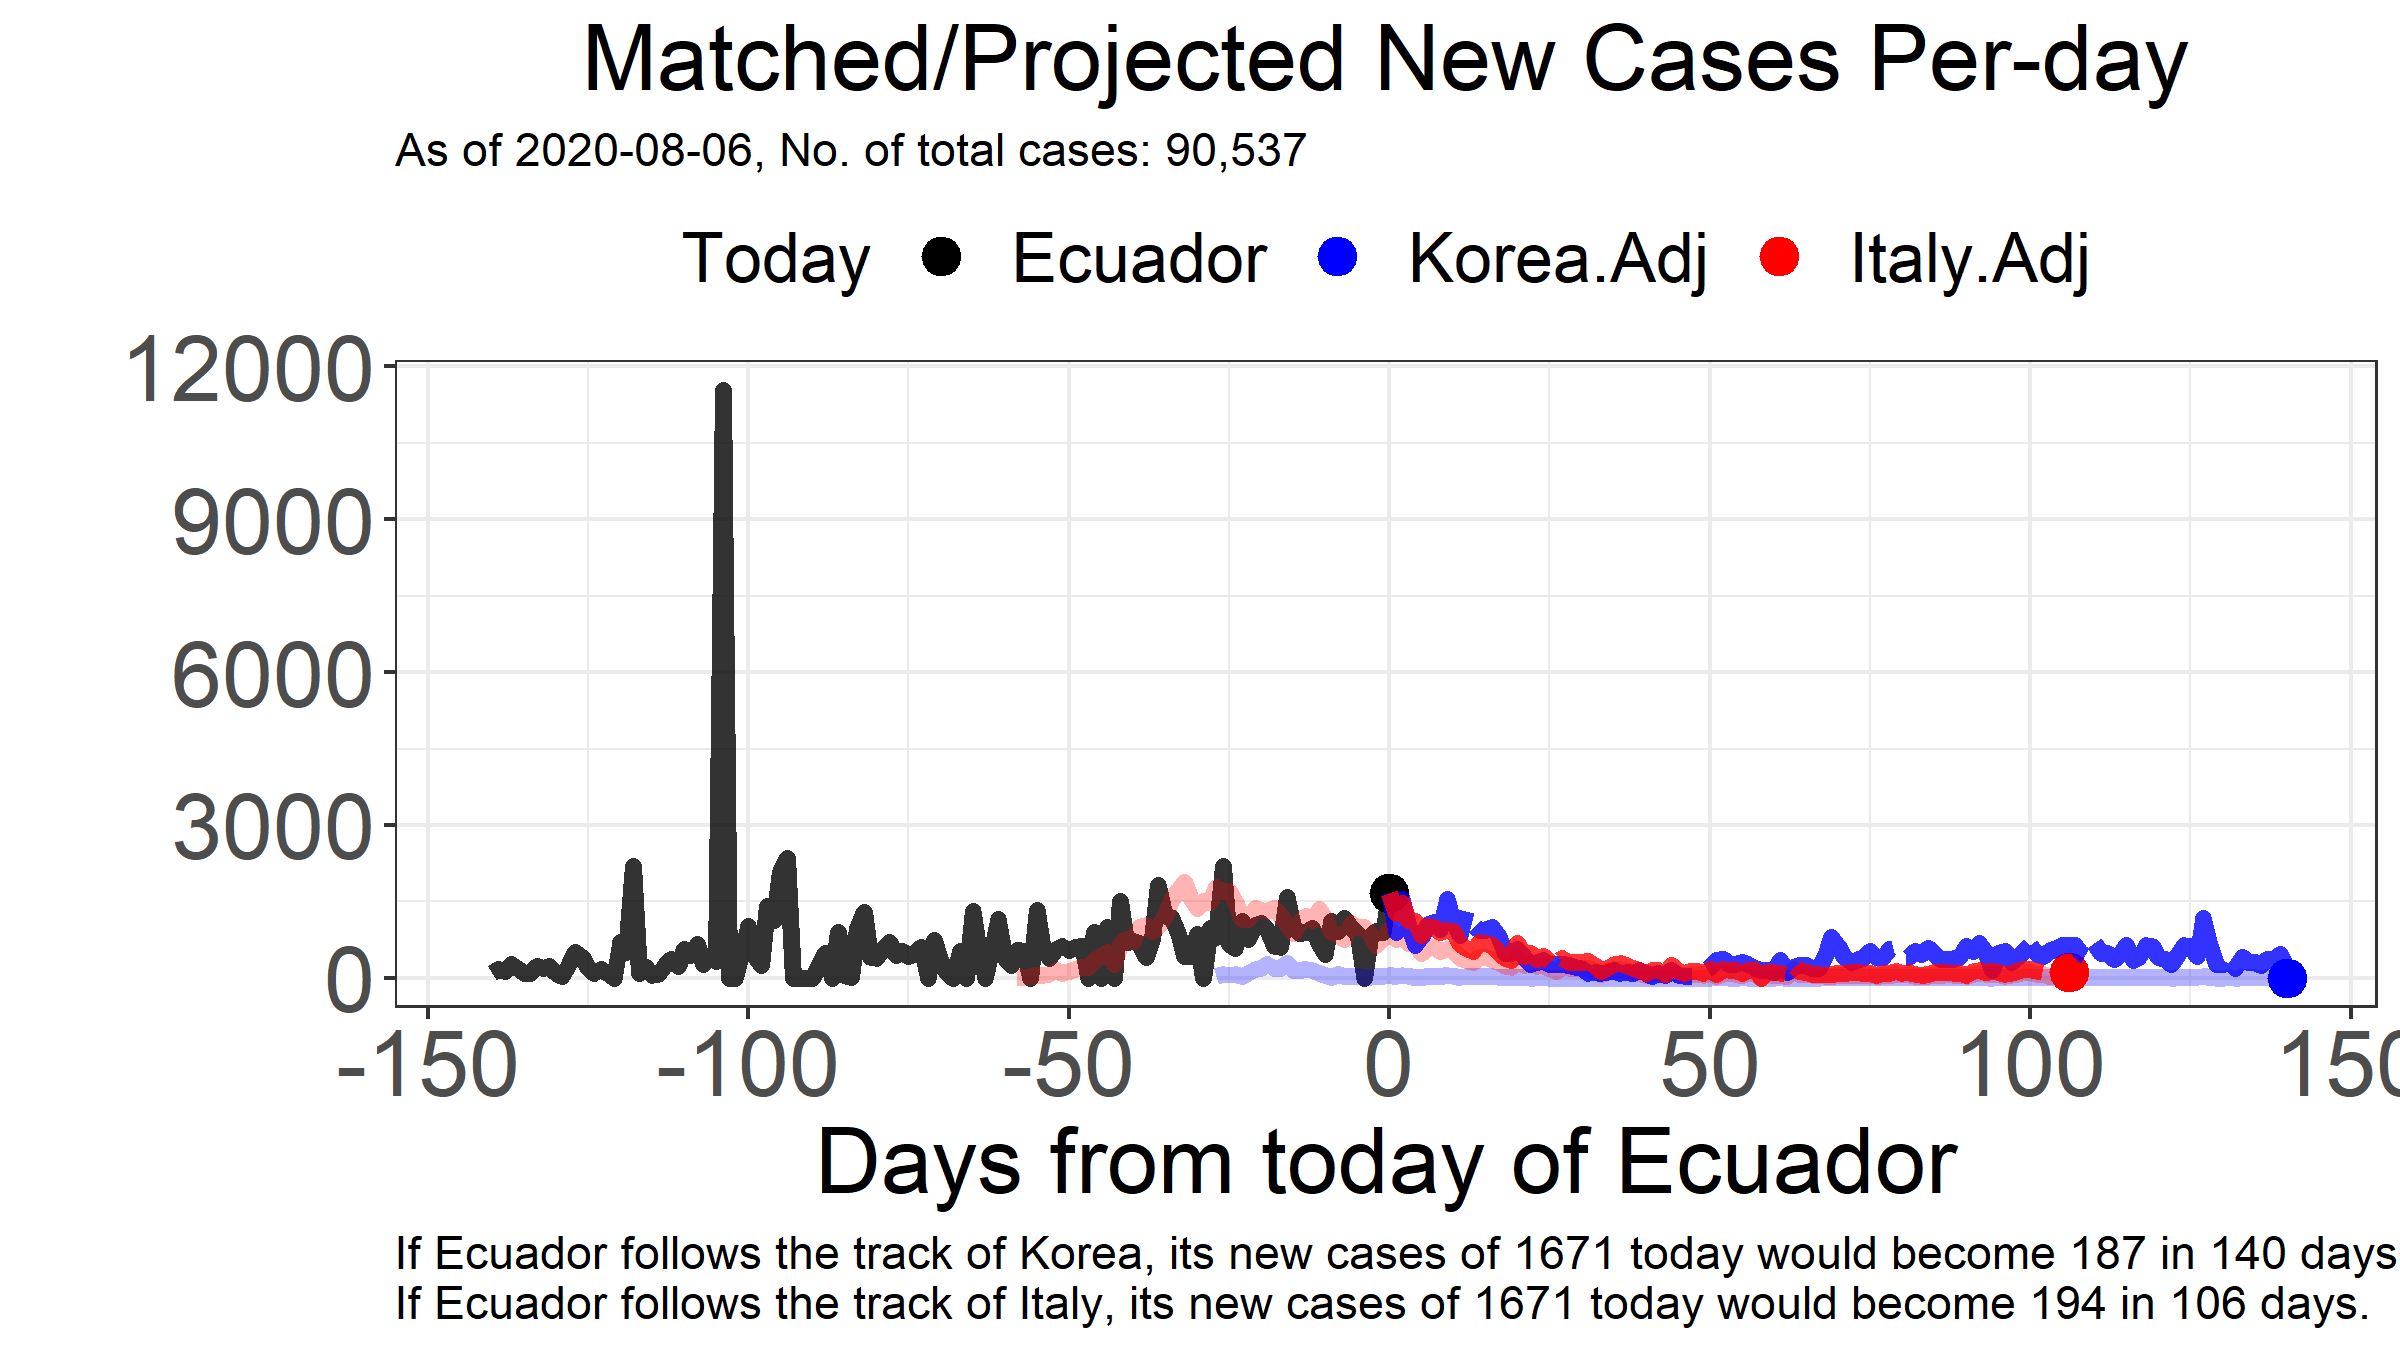 Matched/Projected New Cases Per-day
As of 2020-08-06, No. of total cases: 90,537
Today Ecuador Korea.Adj Italy.Adj
12000
9000
6000
3000
0
-150 -100 -50 0 50 100 150
Days from today of Ecuador
If Ecuador follows the track of Korea, its new cases of 1671 today would become 187 in 140 days
If Ecuador follows the track of Italy, its new cases of 1671 today would become 194 in 106 days.